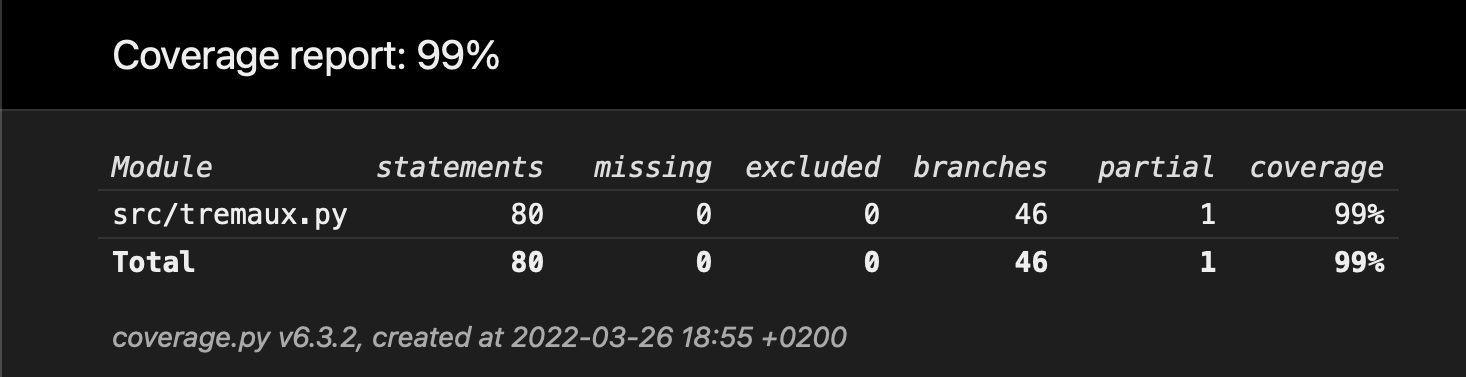 Coverage report: 99%
Module statements missing excluded branches partial coverage
src/tremaux.py 80 0 0 46 1 99%
Total 80 0 0 46 1 99%
coverage.py v6.3.2, created at 2022-03-26 18:55 +0200